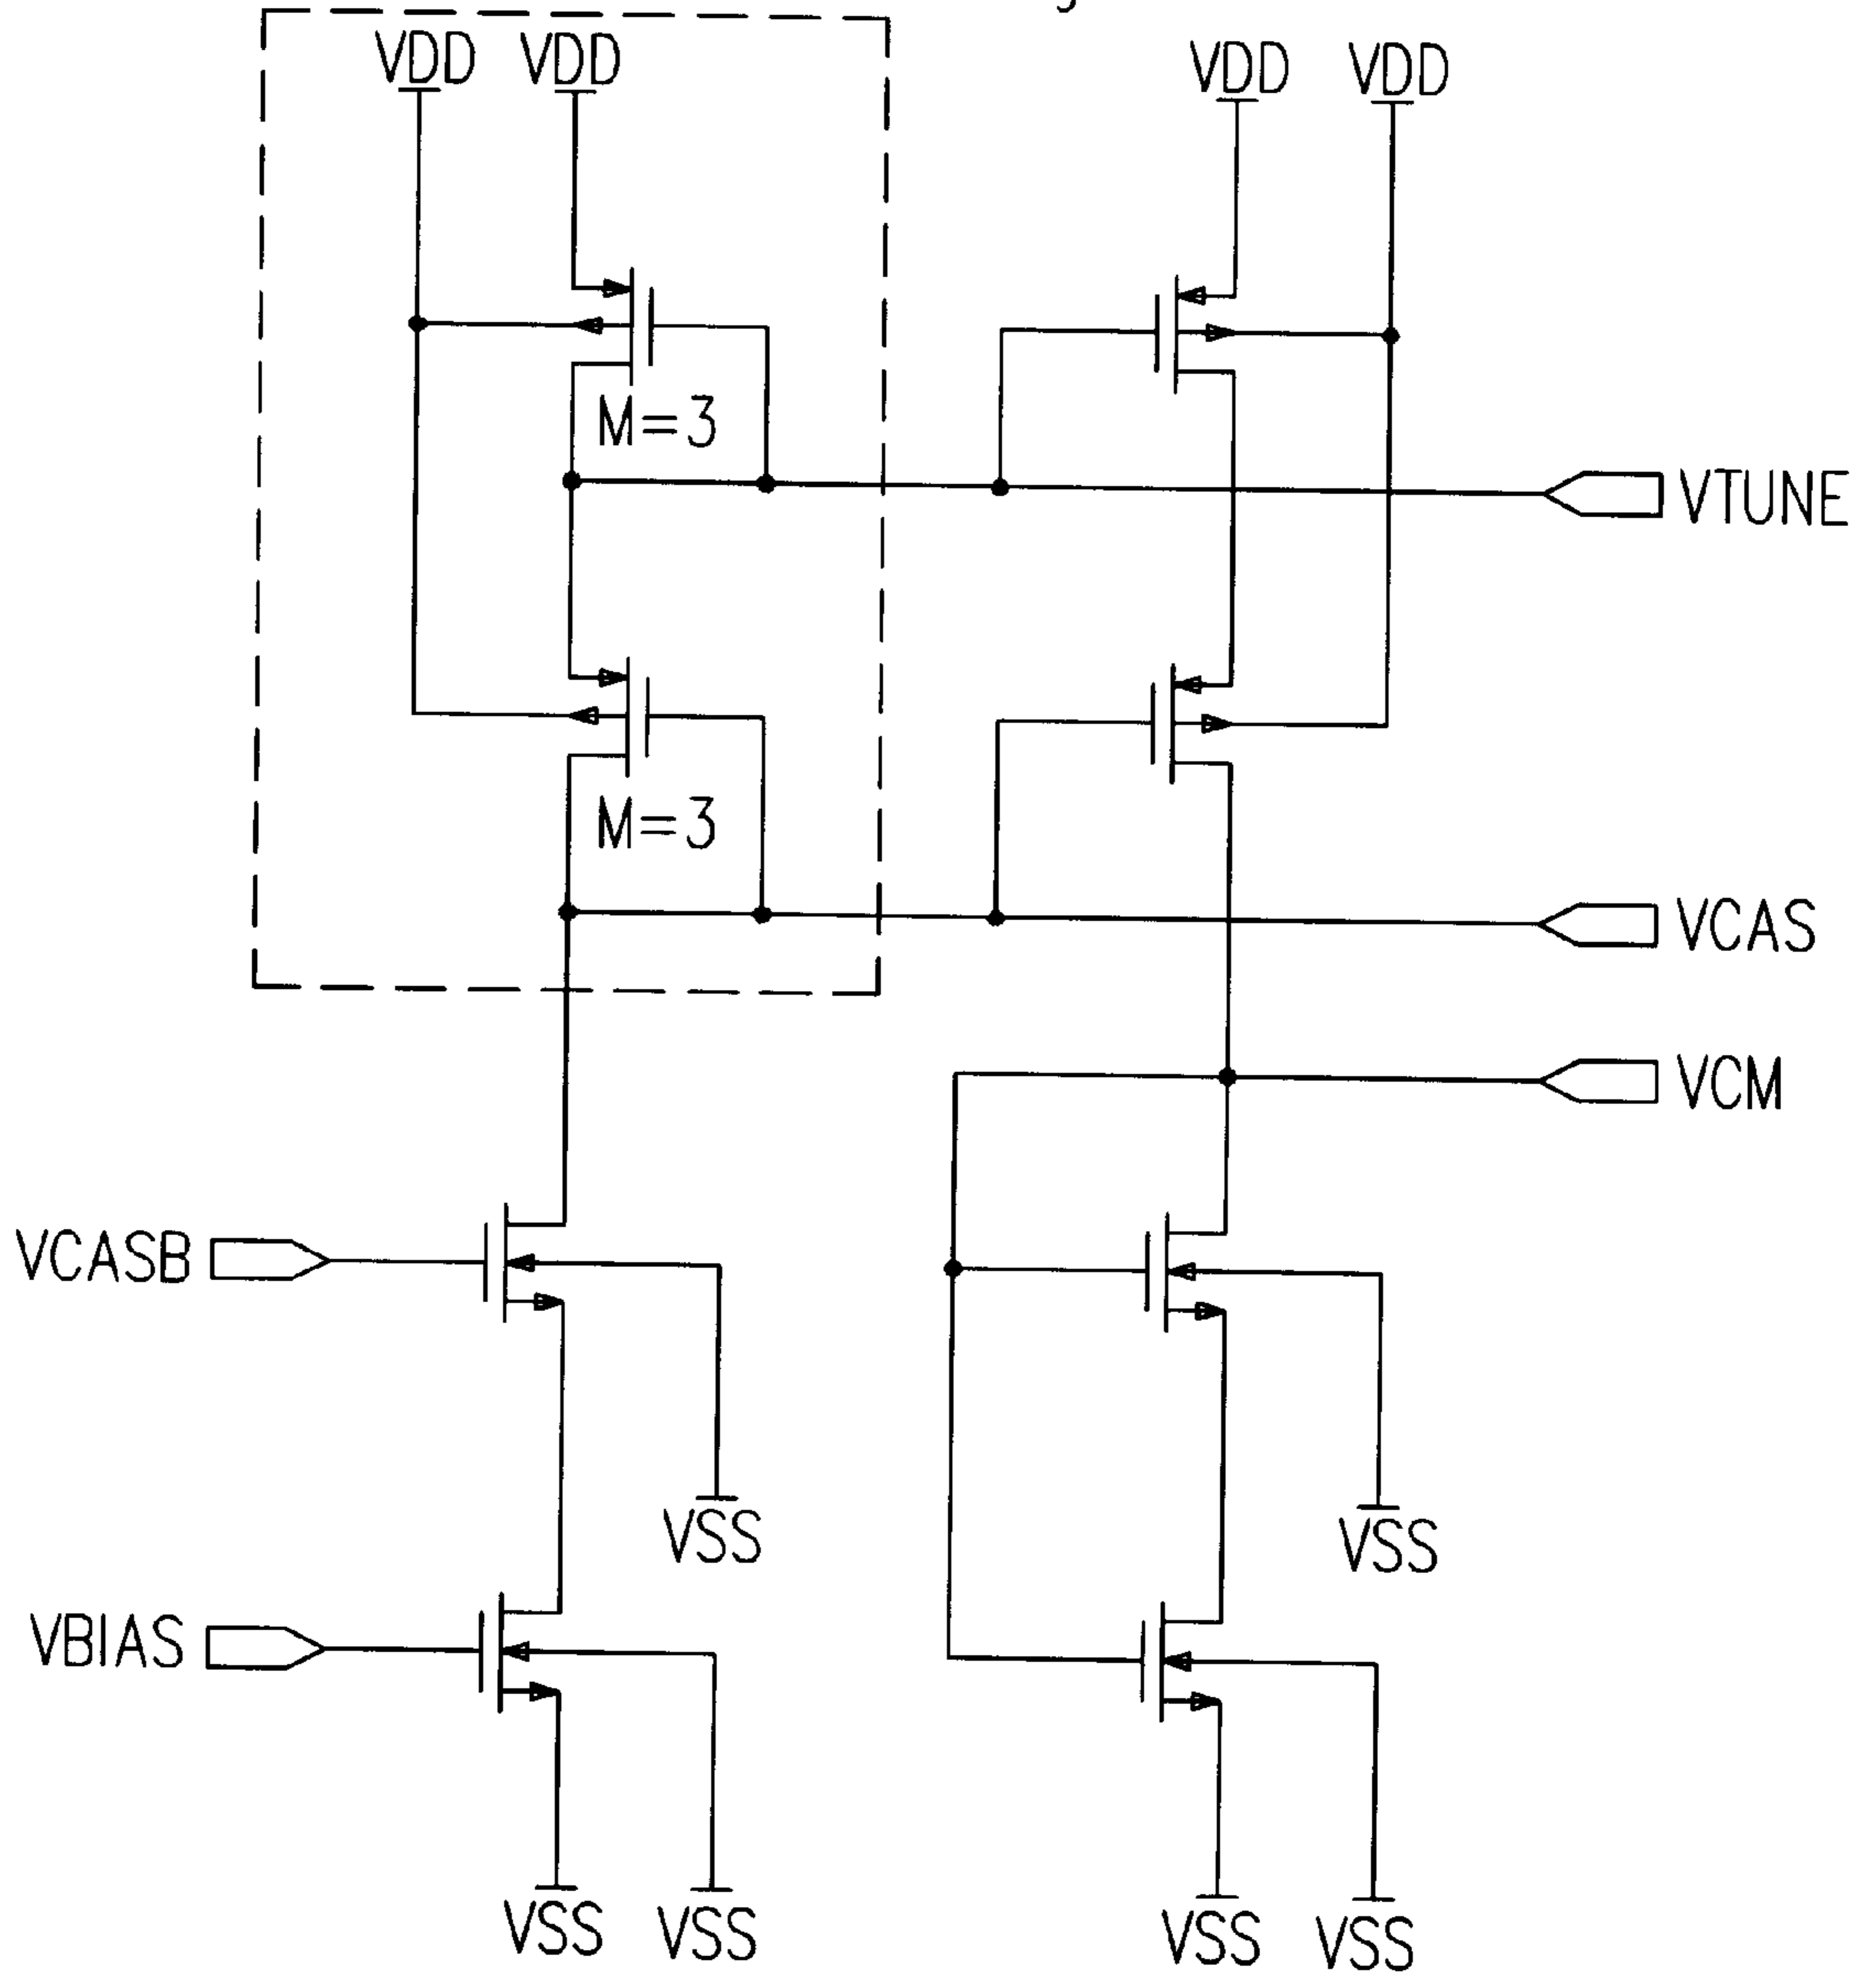 VDD VDD VDD VDD
M=3
VTUNE
M=3
VCAS
VCM
VCASB
VSS VSS
VBIAS
VSS VSS VSS VSS